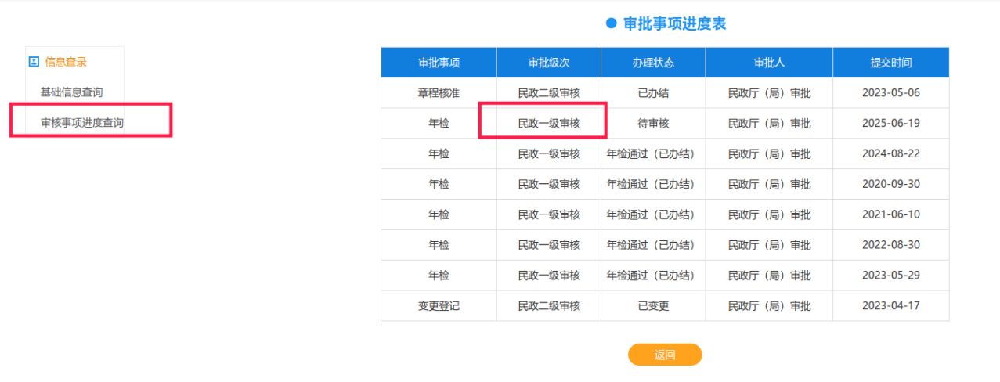 审批事项进度表
信息查录
基础信息查询
审核事项进度查询
审批事项 审批级次 办理状态 审批人 提交时间
章程核准 民政二级审核 已办结 民政厅（局）审批 2023-05-06
年检 民政一级审核 待审核 民政厅（局）审批 2025-06-19
年检 民政一级审核 年检通过（已办结） 民政厅（局）审批 2024-08-22
年检 民政一级审核 年检通过（已办结） 民政厅（局）审批 2020-09-30
年检 民政一级审核 年检通过（已办结） 民政厅（局）审批 2021-06-10
年检 民政一级审核 年检通过（已办结） 民政厅（局）审批 2022-08-30
年检 民政一级审核 年检通过（已办结） 民政厅（局）审批 2023-05-29
变更登记 民政二级审核 已变更 民政厅（局）审批 2023-04-17
返回